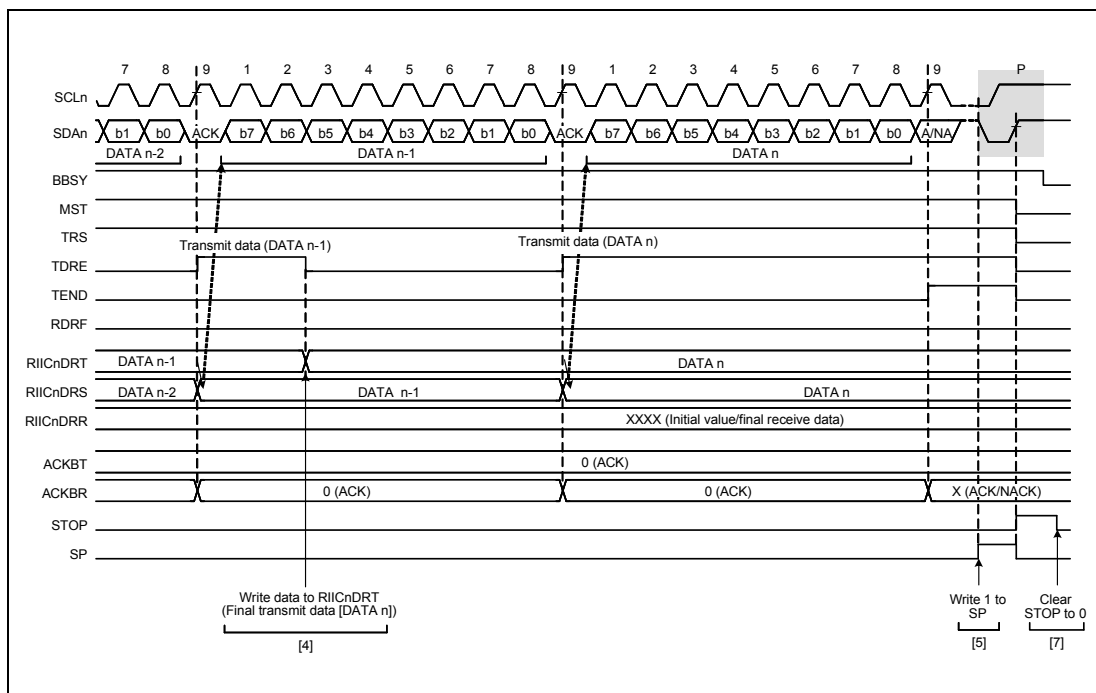 7 8 9 1 2 3 4 5 6 7 8 9 1 2 3 4 5 6 7 8 9 P
SCLn
SDAn b1 b0 ACK b7 b6 b5 b4 b3 b2 b1 b0 ACK b7 b6 b5 b4 b3 b2 b1 b0 A/NA
DATA n-2 DATA n-1 DATA n
BBSY
MST
TRS
Transmit data (DATA n-1) Transmit data (DATA n)
TDRE
TEND
RDRF
RIICnDRT DATA n-1 DATA n
RIICnDRS DATA n-2 DATA n-1 DATA n
RIICnDRR XXXX (Initial value/final receive data)
ACKBT 0 (ACK)
ACKBR 0 (ACK) 0 (ACK) X (ACK/NACK)
STOP
SP
Write data to RIICnDRT
(Final transmit data [DATA n])
[4]
Write 1 to
SP
[5]
Clear
STOP to 0
[7]